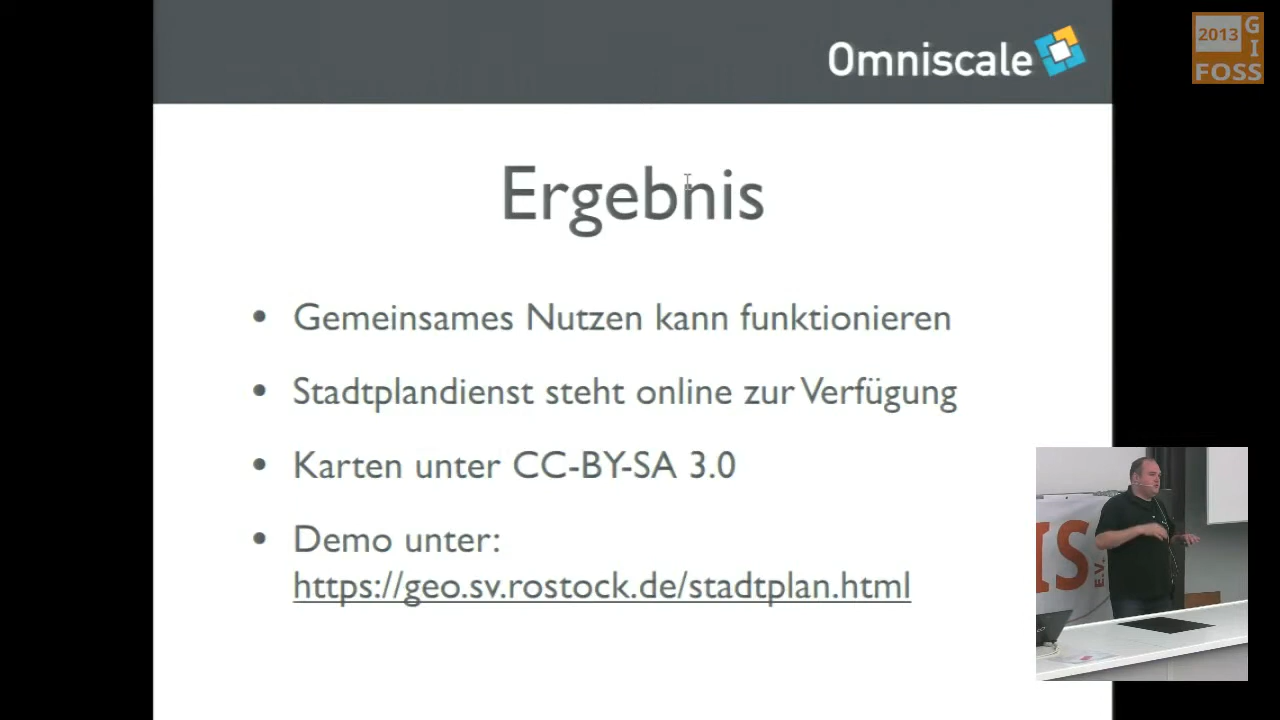 Omniscale
2013 G
I
FOSS
Ergebnis
• Gemeinsames Nutzen kann funktionieren
• Stadtplandienst steht online zur Verfügung
• Karten unter CC-BY-SA 3.0
• Demo unter:
https://geo.sv.rostock.de/stadtplan.html
IS
E.V.